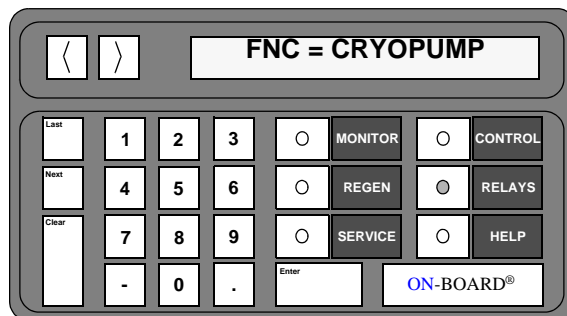 〈 〉 FNC = CRYOPUMP
Last 1 2 3 MONITOR CONTROL
Next 4 5 6 REGEN RELAYS
Clear 7 8 9 SERVICE HELP
- 0 . Enter ON-BOARD®